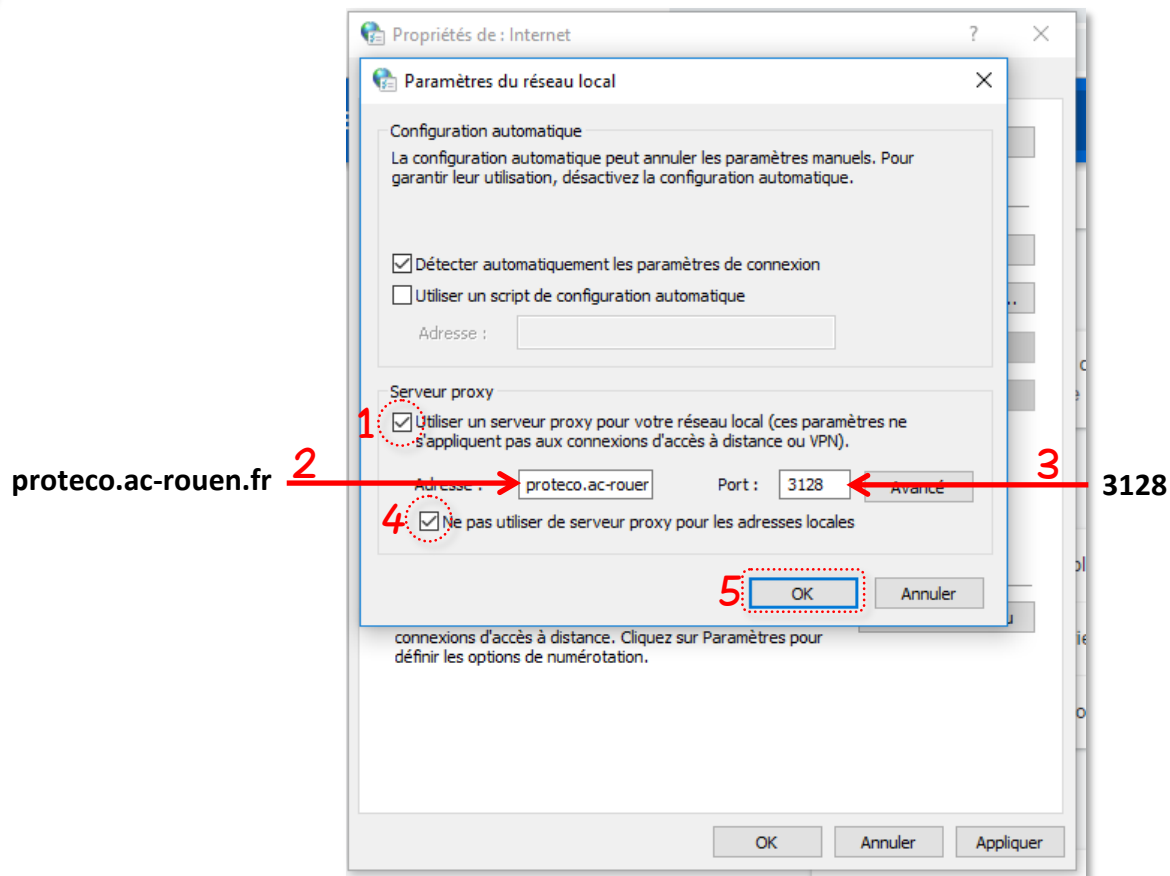 Propriétés de : Internet
Paramètres du réseau local
Configuration automatique
La configuration automatique peut annuler les paramètres manuels. Pour
garantir leur utilisation, désactivez la configuration automatique.
Détecter automatiquement les paramètres de connexion
Utiliser un script de configuration automatique
Adresse :
Serveur proxy
1 Utiliser un serveur proxy pour votre réseau local (ces paramètres ne
s'appliquent pas aux connexions d'accès à distance ou VPN).
proteco.ac-rouen.fr 2 Adresse : proteco.ac-rouer Port : 3128 Avancé 3 3128
4 Ne pas utiliser de serveur proxy pour les adresses locales
5 OK Annuler
connexions d'accès à distance. Cliquez sur Paramètres pour
définir les options de numérotation.
OK Annuler Appliquer